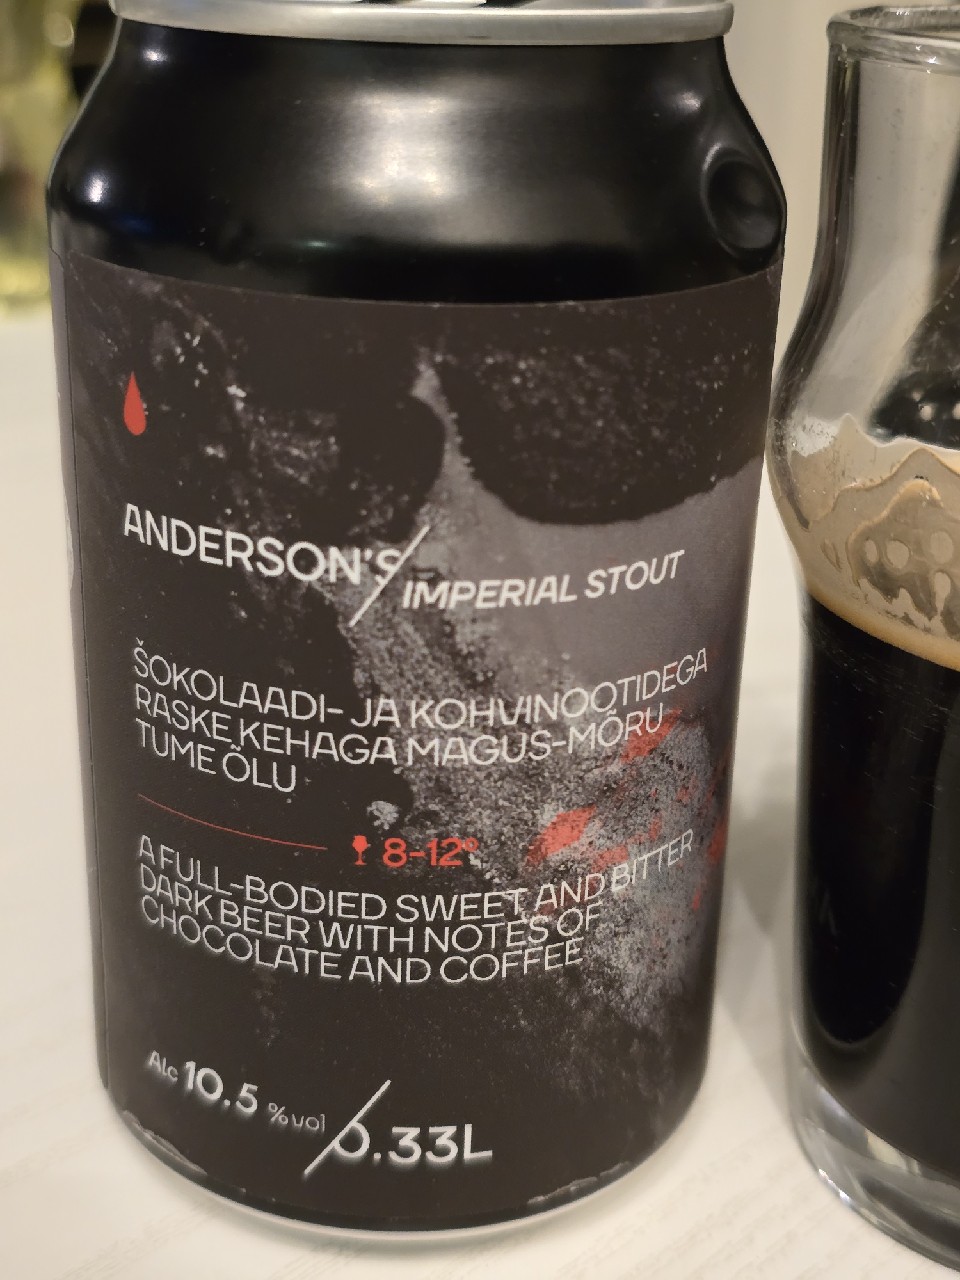 ANDERSON'S / IMPERIAL STOUT
ŠOKOLAADI- JA KOHVINOOTIDEGA
RASKE KEHAGA MAGUS-MÕRU
TUME ÕLU
8-12°
A FULL-BODIED SWEET AND BITTER
DARK BEER WITH NOTES OF
CHOCOLATE AND COFFEE
Alc 10.5 %vol / 0.33L